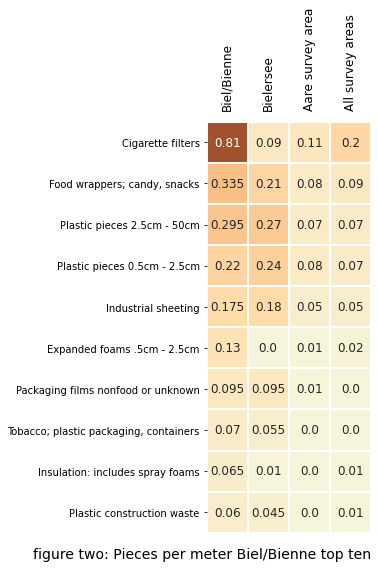 Biel/Bienne Bielersee Aare survey area All survey areas
Cigarette filters 0.81 0.09 0.11 0.2
Food wrappers; candy, snacks 0.335 0.21 0.08 0.09
Plastic pieces 2.5cm - 50cm 0.295 0.27 0.07 0.07
Plastic pieces 0.5cm - 2.5cm 0.22 0.24 0.08 0.07
Industrial sheeting 0.175 0.18 0.05 0.05
Expanded foams .5cm - 2.5cm 0.13 0.0 0.01 0.02
Packaging films nonfood or unknown 0.095 0.095 0.01 0.0
Tobacco; plastic packaging, containers 0.07 0.055 0.0 0.0
Insulation: includes spray foams 0.065 0.01 0.0 0.01
Plastic construction waste 0.06 0.045 0.0 0.01
figure two: Pieces per meter Biel/Bienne top ten